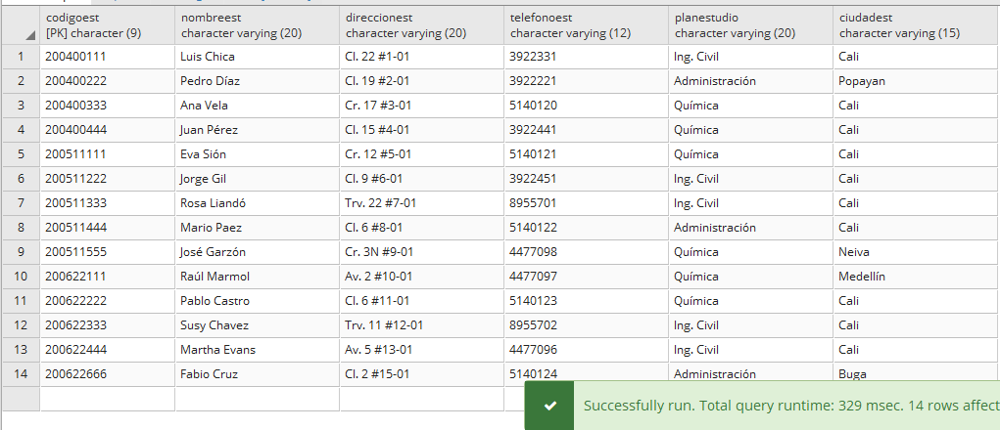 codigoest nombreest direccionest telefonoest planestudio ciudadest
[PK] character (9) character varying (20) character varying (20) character varying (12) character varying (20) character varying (15)
1 200400111 Luis Chica Cl. 22 #1-01 3922331 Ing. Civil Cali
2 200400222 Pedro Díaz Cl. 19 #2-01 3922221 Administración Popayan
3 200400333 Ana Vela Cr. 17 #3-01 5140120 Química Cali
4 200400444 Juan Pérez Cl. 15 #4-01 3922441 Química Cali
5 200511111 Eva Sión Cr. 12 #5-01 5140121 Química Cali
6 200511222 Jorge Gil Cl. 9 #6-01 3922451 Ing. Civil Cali
7 200511333 Rosa Liandó Trv. 22 #7-01 8955701 Ing. Civil Cali
8 200511444 Mario Paez Cl. 6 #8-01 5140122 Administración Cali
9 200511555 José Garzón Cr. 3N #9-01 4477098 Química Neiva
10 200622111 Raúl Marmol Av. 2 #10-01 4477097 Química Medellín
11 200622222 Pablo Castro Cl. 6 #11-01 5140123 Química Cali
12 200622333 Susy Chavez Trv. 11 #12-01 8955702 Ing. Civil Cali
13 200622444 Martha Evans Av. 5 #13-01 4477096 Ing. Civil Cali
14 200622666 Fabio Cruz Cl. 2 #15-01 5140124 Administración Buga
Successfully run. Total query runtime: 329 msec. 14 rows affect